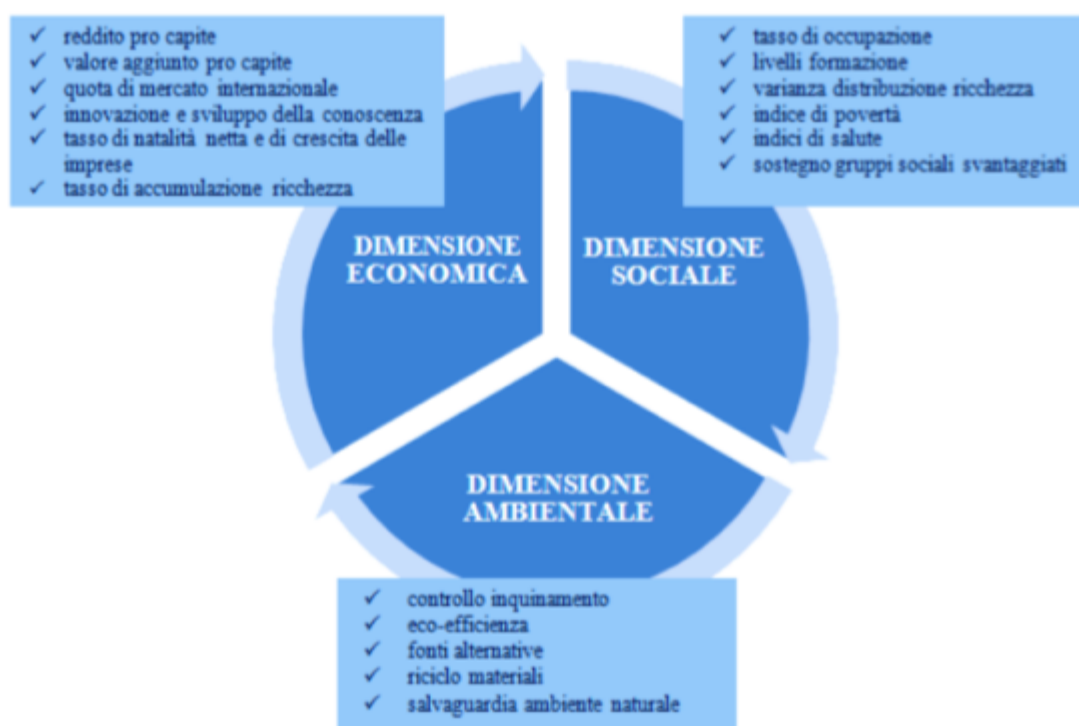 ✓ reddito pro capite
✓ valore aggiunto pro capite
✓ quota di mercato internazionale
✓ innovazione e sviluppo della conoscenza
✓ tasso di natalità netta e di crescita delle
imprese
✓ tasso di accumulazione ricchezza
✓ tasso di occupazione
✓ livelli formazione
✓ varianza distribuzione ricchezza
✓ indice di povertà
✓ indici di salute
✓ sostegno gruppi sociali svantaggiati
DIMENSIONE
ECONOMICA
DIMENSIONE
SOCIALE
DIMENSIONE
AMBIENTALE
✓ controllo inquinamento
✓ eco-efficienza
✓ fonti alternative
✓ riciclo materiali
✓ salvaguardia ambiente naturale